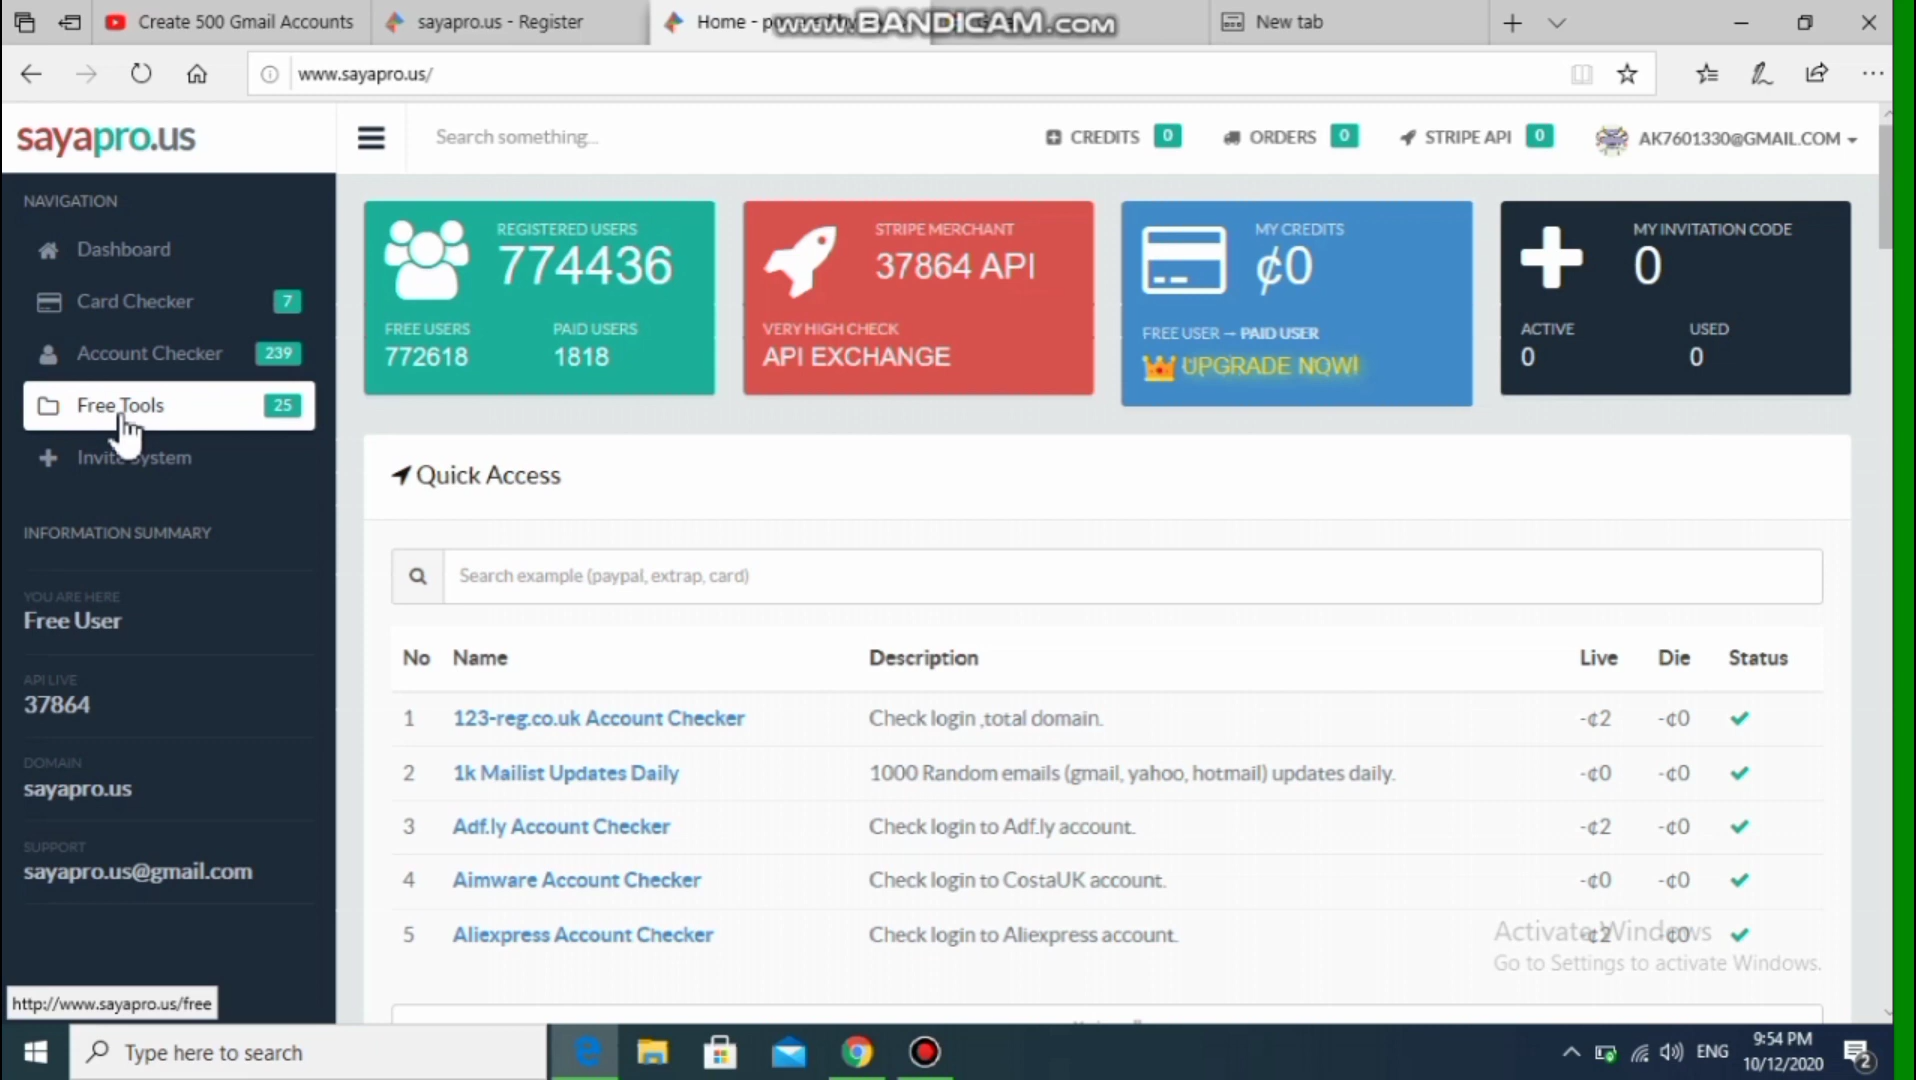 Create 500 Gmail Accounts
sayapro.us - Register
Home - powered by
www.BANDICAM.com
New tab
www.sayapro.us/
sayapro.us
Search something...
CREDITS 0
ORDERS 0
STRIPE API 0
AK7601330@GMAIL.COM
NAVIGATION
Dashboard
Card Checker 7
Account Checker 239
Free Tools 25
Invite System
INFORMATION SUMMARY
YOU ARE HERE
Free User
API LIVE
37864
DOMAIN
sayapro.us
SUPPORT
sayapro.us@gmail.com
http://www.sayapro.us/free
REGISTERED USERS
774436
FREE USERS PAID USERS
772618 1818
STRIPE MERCHANT
37864 API
VERY HIGH CHECK
API EXCHANGE
MY CREDITS
¢0
FREE USER – PAID USER
UPGRADE NOW!
MY INVITATION CODE
0
ACTIVE USED
0 0
Quick Access
Search example (paypal, extrap, card)
No Name Description Live Die Status
1 123-reg.co.uk Account Checker Check login ,total domain. -¢2 -¢0
2 1k Mailist Updates Daily 1000 Random emails (gmail, yahoo, hotmail) updates daily. -¢0 -¢0
3 Adf.ly Account Checker Check login to Adf.ly account. -¢2 -¢0
4 Aimware Account Checker Check login to CostaUK account. -¢0 -¢0
5 Aliexpress Account Checker Check login to Aliexpress account. -¢2 -¢0
Activate Windows
Go to Settings to activate Windows.
Type here to search
ENG
9:54 PM
10/12/2020
2